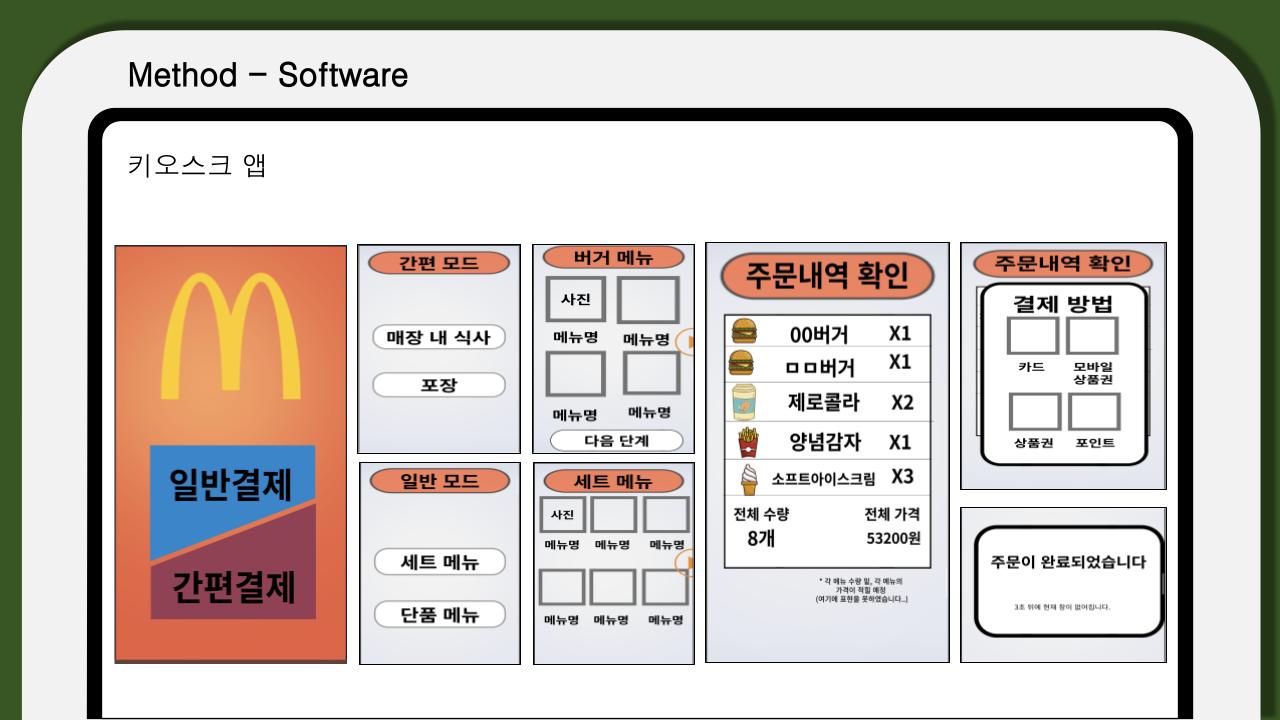 Method - Software
키오스크 앱
일반결제
간편결제
간편 모드
매장 내 식사
포장
일반 모드
세트 메뉴
단품 메뉴
버거 메뉴
사진
메뉴명 메뉴명
메뉴명 메뉴명
다음 단계
세트 메뉴
사진
메뉴명 메뉴명 메뉴명
메뉴명 메뉴명 메뉴명
주문내역 확인
00버거 X1
ㅁㅁ버거 X1
제로콜라 X2
양념감자 X1
소프트아이스크림 X3
전체 수량 전체 가격
8개 53200원
* 각 메뉴 수량 밑, 각 메뉴의
가격이 적힐 예정
(여기에 표현을 못하였습니다..)
주문내역 확인
결제 방법
카드 모바일
상품권
상품권 포인트
주문이 완료되었습니다
3초 뒤에 현재 창이 없어집니다.